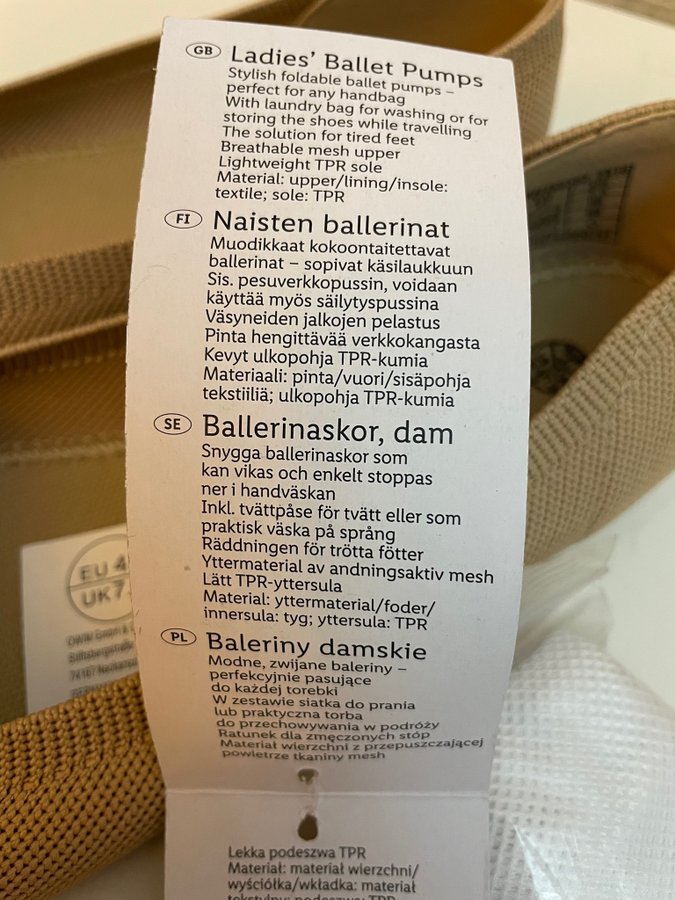 GB Ladies' Ballet Pumps
Stylish foldable ballet pumps –
perfect for any handbag
With laundry bag for washing or for
storing the shoes while travelling
The solution for tired feet
Breathable mesh upper
Lightweight TPR sole
Material: upper/lining/insole:
textile; sole: TPR
FI Naisten ballerinat
Muodikkaat kokoontaitettavat
ballerinat – sopivat käsilaukkuun
Sis. pesuverkkopussin, voidaan
käyttää myös säilytyspussina
Väsyneiden jalkojen pelastus
Pinta hengittävää verkkokangasta
Kevyt ulkopohja TPR-kumia
Materiaali: pinta/vuori/sisäpohja
tekstiiliä; ulkopohja TPR-kumia
SE Ballerinaskor, dam
Snygga ballerinaskor som
kan vikas och enkelt stoppas
ner i handväskan
Inkl. tvättpåse för tvätt eller som
praktisk väska på språng
Räddningen för trötta fötter
Yttermaterial av andningsaktiv mesh
Lätt TPR-yttersula
Material: yttermaterial/foder/
innersula: tyg; yttersula: TPR
PL Baleriny damskie
Modne, zwijane baleriny –
perfekcyjnie pasujące
do każdej torebki
W zestawie siatka do prania
lub praktyczna torba
do przechowywania w podróży
Ratunek dla zmęczonych stóp
Materiał wierzchni z przepuszczającej
powietrze tkaniny mesh
Lekka podeszwa TPR
Materiał: materiał wierzchni/
wyściółka/wkładka: materiał
tekstylny; podeszwa: TPR
EU 4
UK 7
OWIM GmbH &